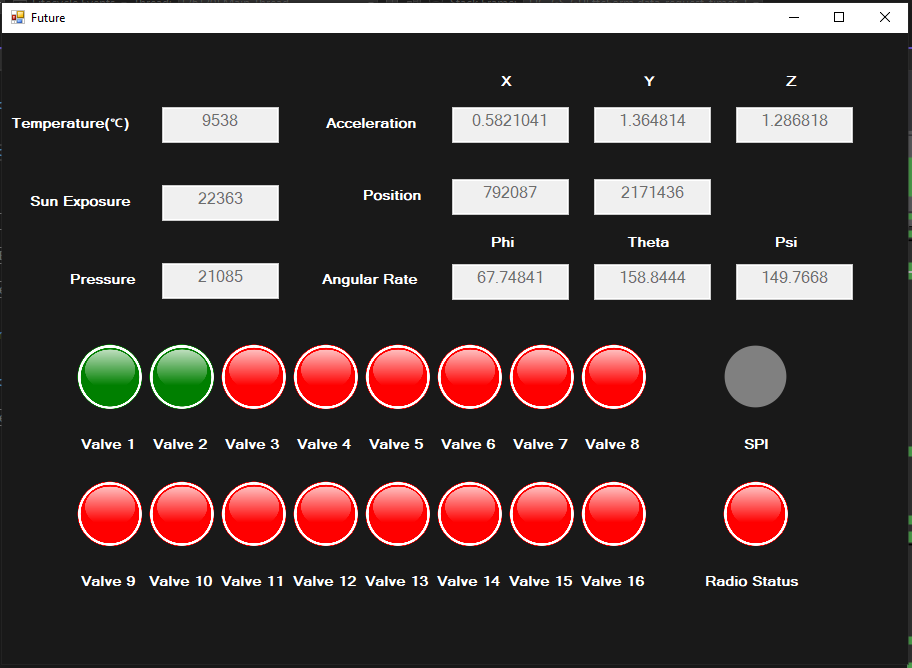 Future
X Y Z
Temperature(℃) 9538 Acceleration 0.5821041 1.364814 1.286818
Sun Exposure 22363 Position 792087 2171436
Phi Theta Psi
Pressure 21085 Angular Rate 67.74841 158.8444 149.7668
Valve 1 Valve 2 Valve 3 Valve 4 Valve 5 Valve 6 Valve 7 Valve 8 SPI
Valve 9 Valve 10 Valve 11 Valve 12 Valve 13 Valve 14 Valve 15 Valve 16 Radio Status